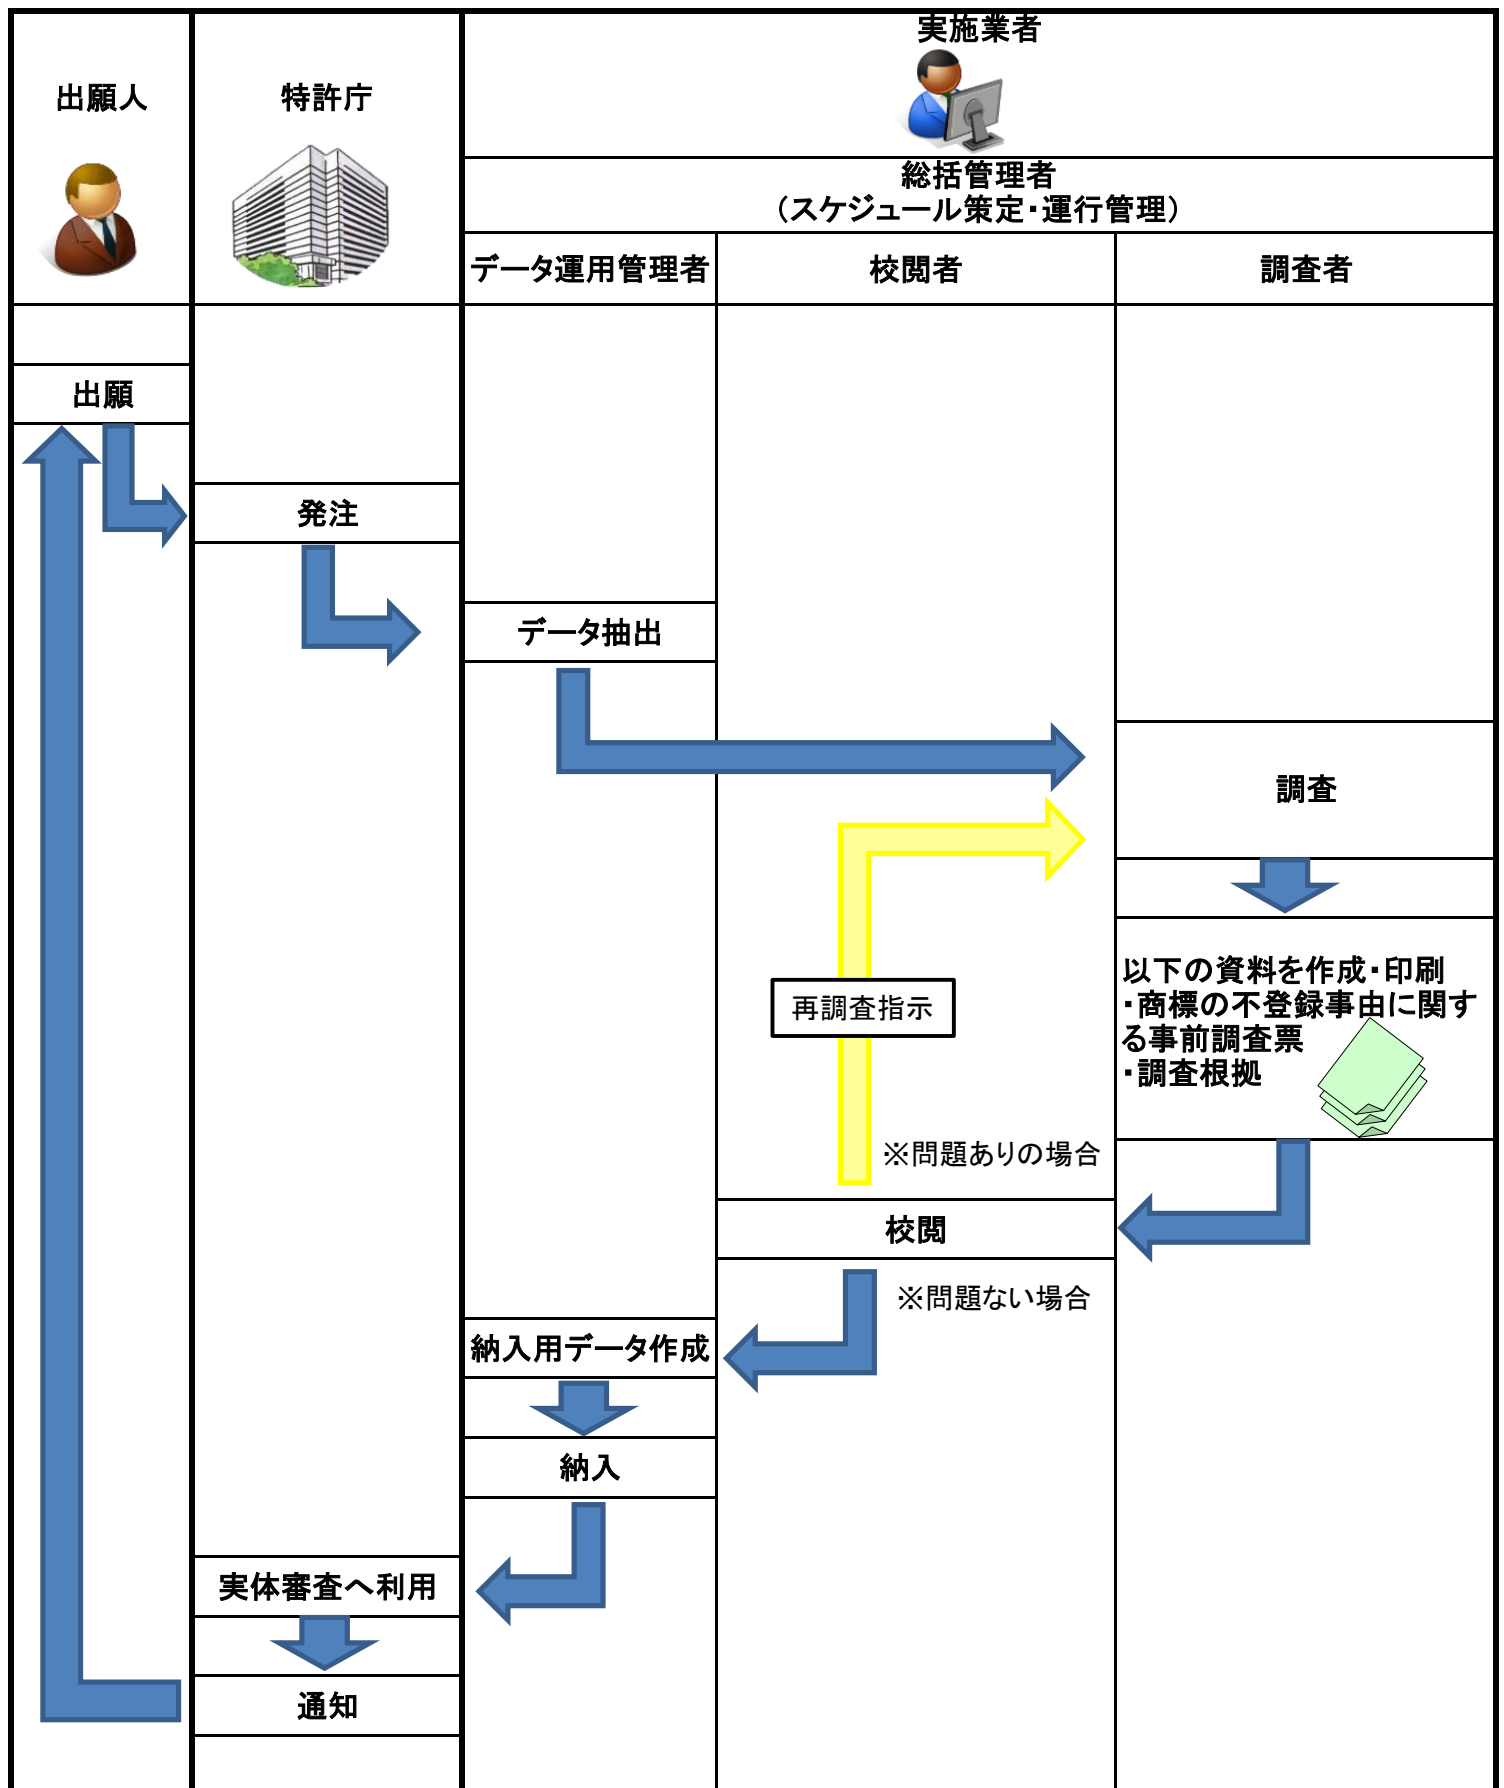 実施業者
出願人
特許庁
総括管理者
（スケジュール策定・運行管理）
データ運用管理者
校閲者
調査者
出願
発注
データ抽出
調査
以下の資料を作成・印刷
・商標の不登録事由に関す
る事前調査票
・調査根拠
再調査指示
※問題ありの場合
校閲
※問題ない場合
納入用データ作成
納入
実体審査へ利用
通知